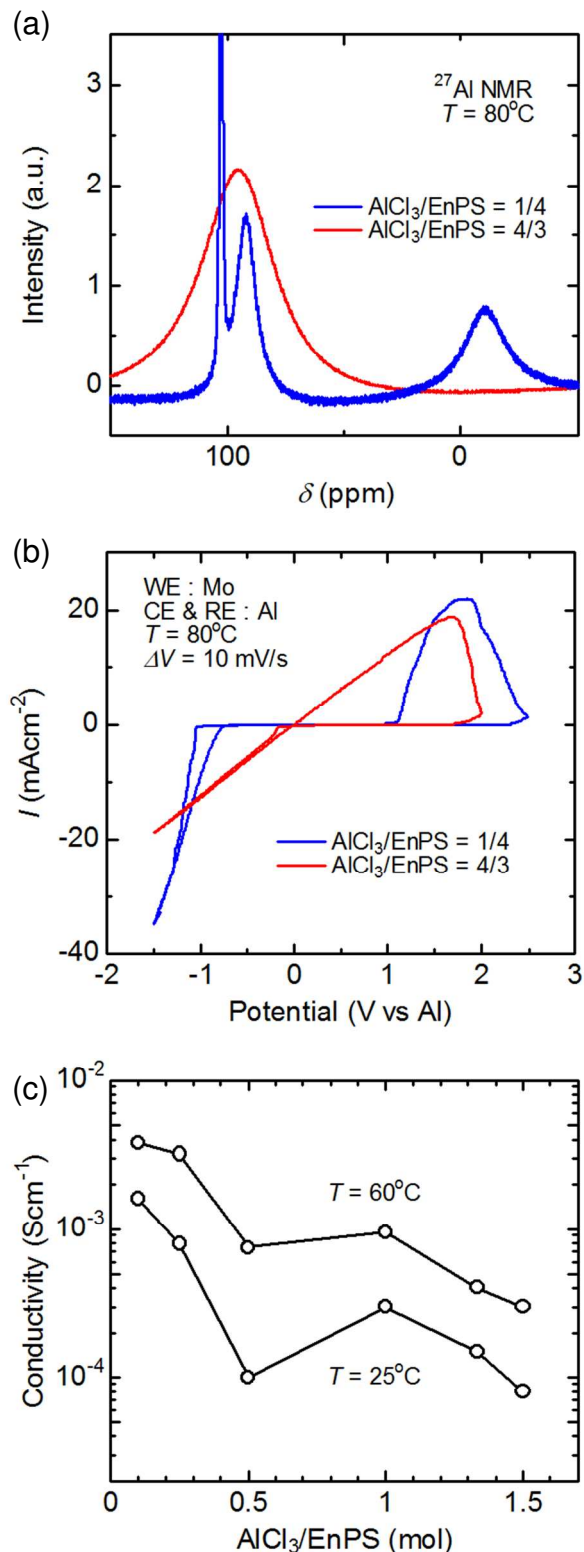 (a)
3
2
1
0
Intensity (a.u.)
²⁷Al NMR
T = 80°C
AlCl₃/EnPS = 1/4
AlCl₃/EnPS = 4/3
100
0
δ (ppm)
(b)
20
0
-20
-40
I (mAcm⁻²)
WE : Mo
CE & RE : Al
T = 80°C
ΔV = 10 mV/s
AlCl₃/EnPS = 1/4
AlCl₃/EnPS = 4/3
-2
-1
0
1
2
3
Potential (V vs Al)
(c)
10⁻²
10⁻³
10⁻⁴
Conductivity (Scm⁻¹)
T = 60°C
T = 25°C
0
0.5
1.0
1.5
AlCl₃/EnPS (mol)